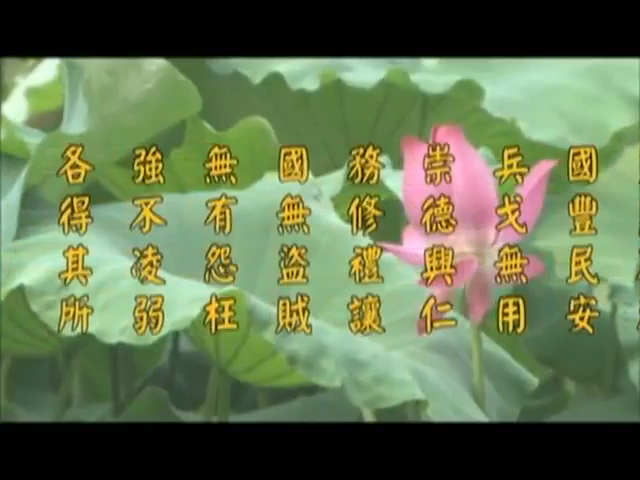 國豐民安
兵戈無用
崇德興仁
務修禮讓
國無盜賊
無有怨枉
強不凌弱
各得其所